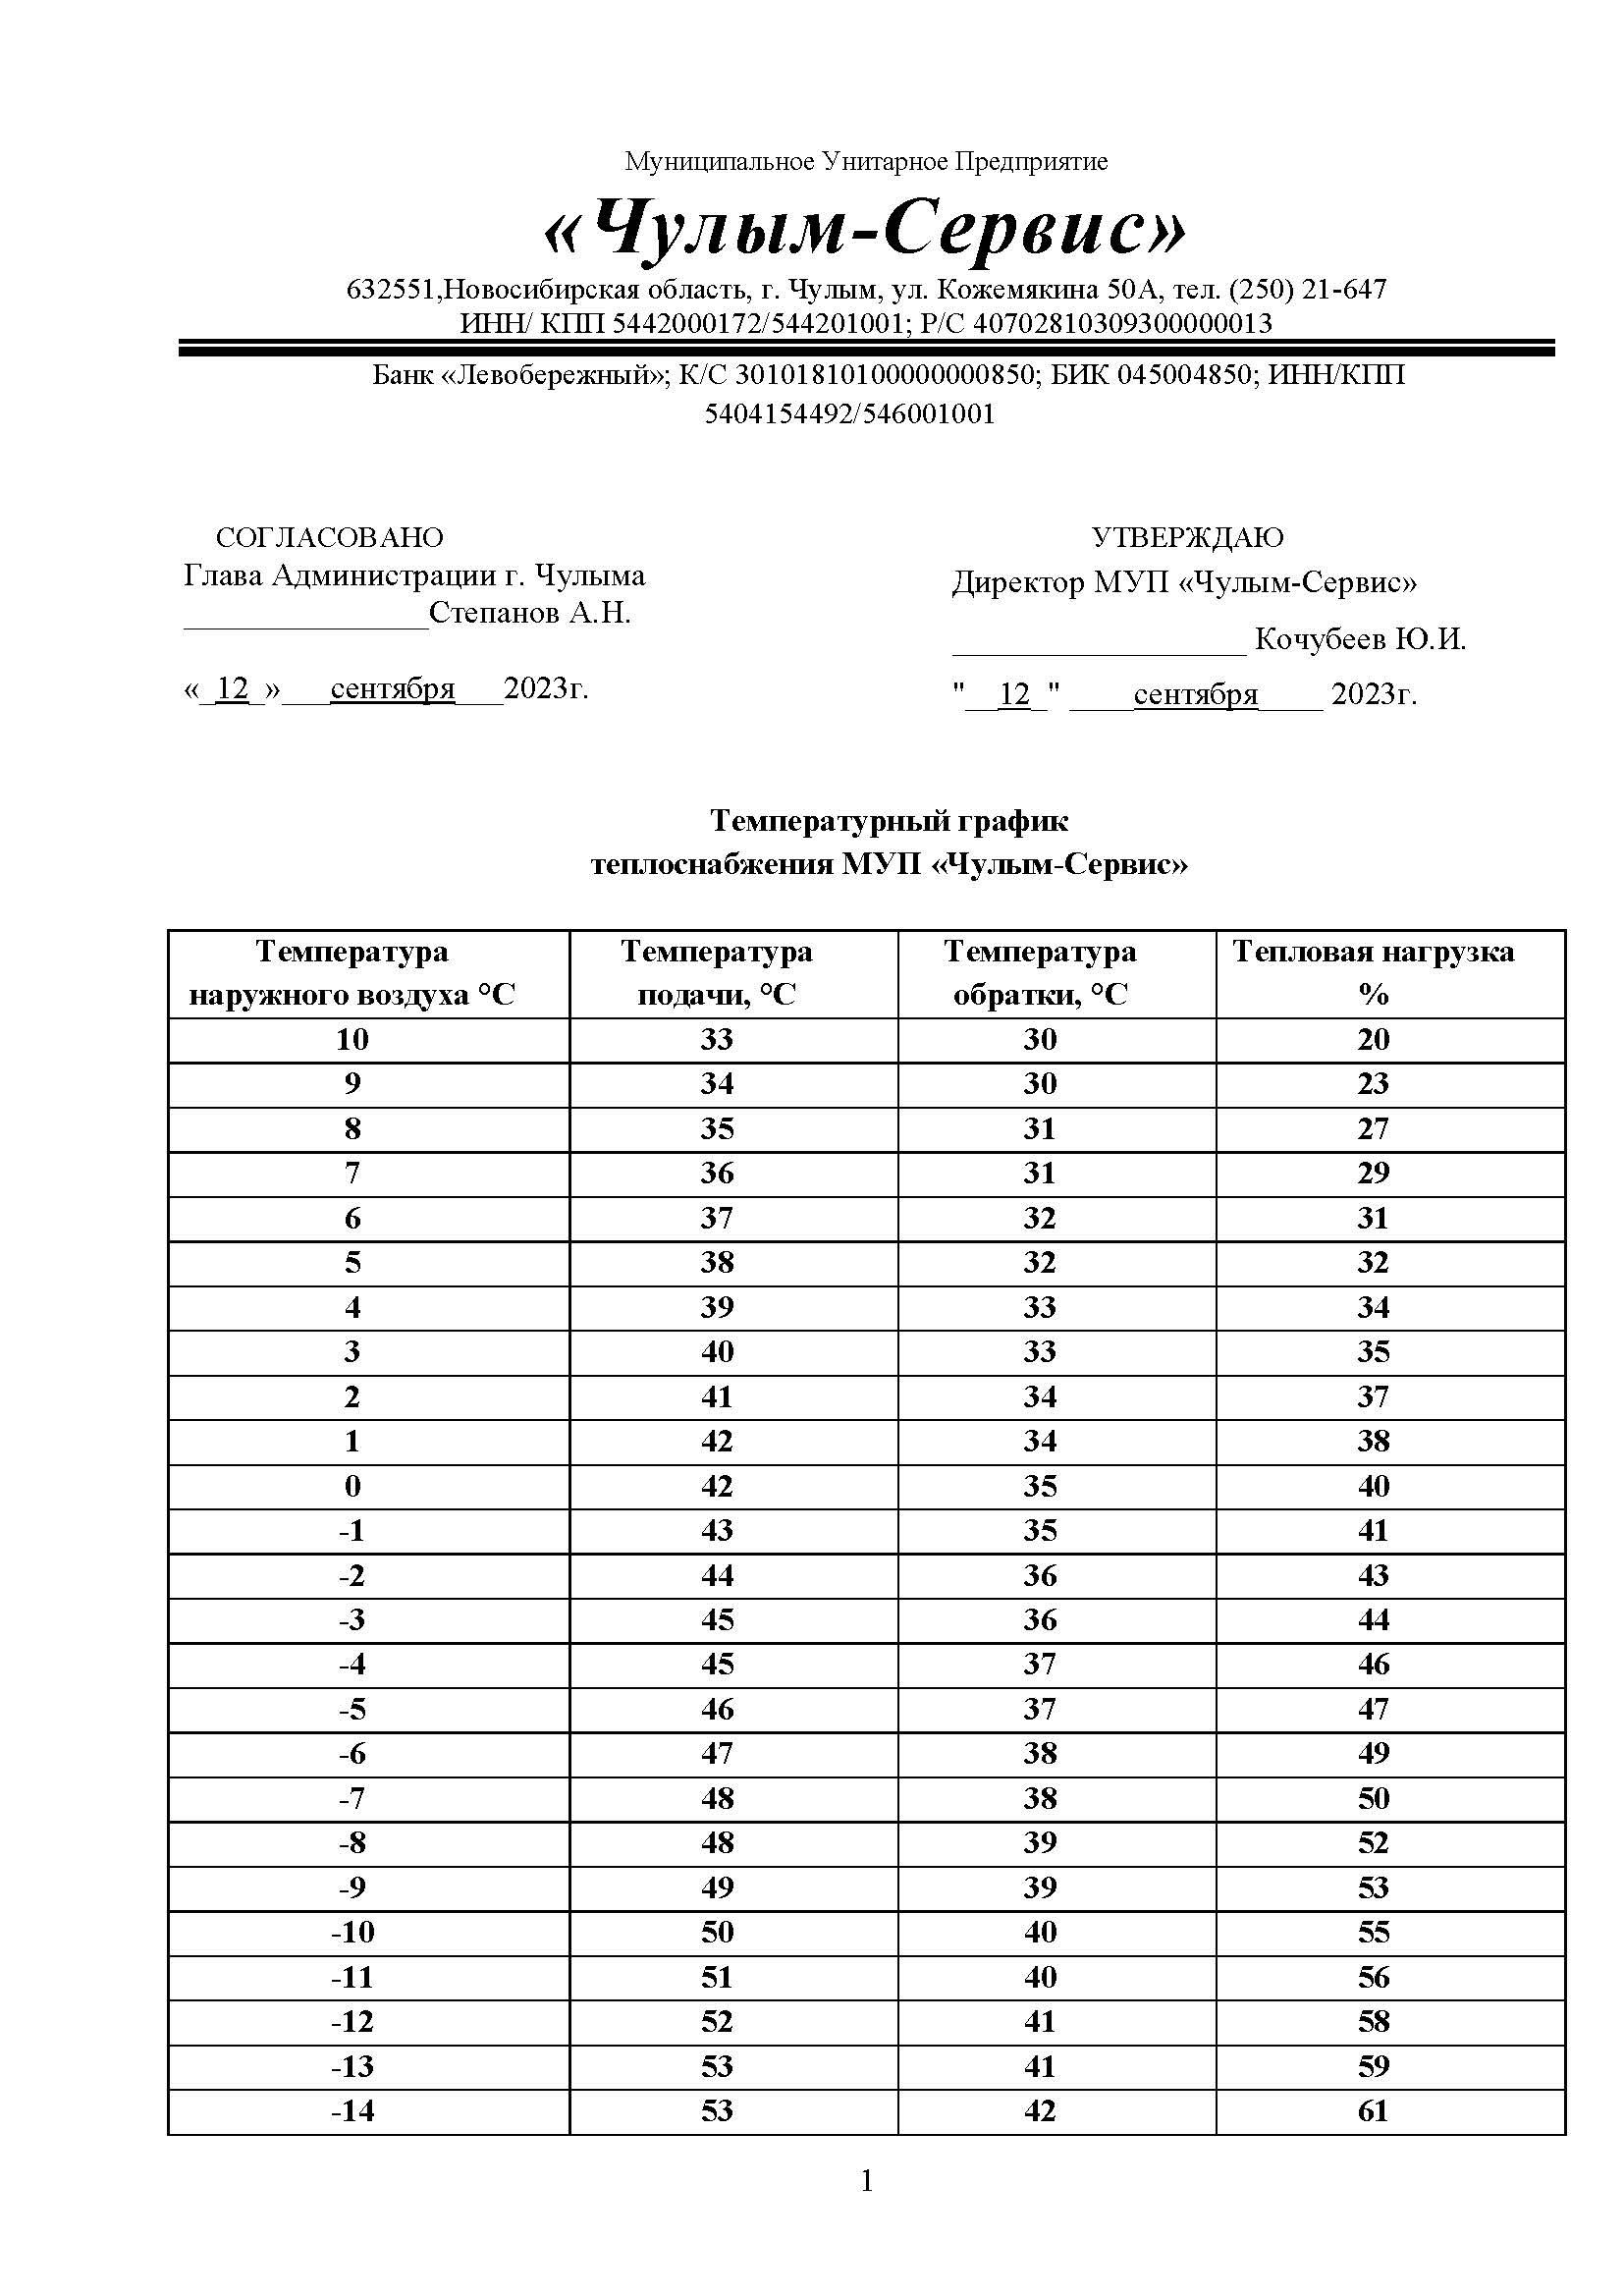 Муниципальное Унитарное Предприятие
«Чулым-Сервис»
632551,Новосибирская область, г. Чулым, ул. Кожемякина 50А, тел. (250) 21-647
ИНН/ КПП 5442000172/544201001; Р/С 40702810309300000013
Банк «Левобережный»; К/С 30101810100000000850; БИК 045004850; ИНН/КПП
5404154492/546001001
СОГЛАСОВАНО
Глава Администрации г. Чулыма
_______________Степанов А.Н.
«_12_»___сентября___2023г.
УТВЕРЖДАЮ
Директор МУП «Чулым-Сервис»
__________________ Кочубеев Ю.И.
"__12_" ____сентября____ 2023г.
Температурный график
теплоснабжения МУП «Чулым-Сервис»
Температура наружного воздуха °С Температура подачи, °С Температура обратки, °С Тепловая нагрузка %
10 33 30 20
9 34 30 23
8 35 31 27
7 36 31 29
6 37 32 31
5 38 32 32
4 39 33 34
3 40 33 35
2 41 34 37
1 42 34 38
0 42 35 40
-1 43 35 41
-2 44 36 43
-3 45 36 44
-4 45 37 46
-5 46 37 47
-6 47 38 49
-7 48 38 50
-8 48 39 52
-9 49 39 53
-10 50 40 55
-11 51 40 56
-12 52 41 58
-13 53 41 59
-14 53 42 61
1